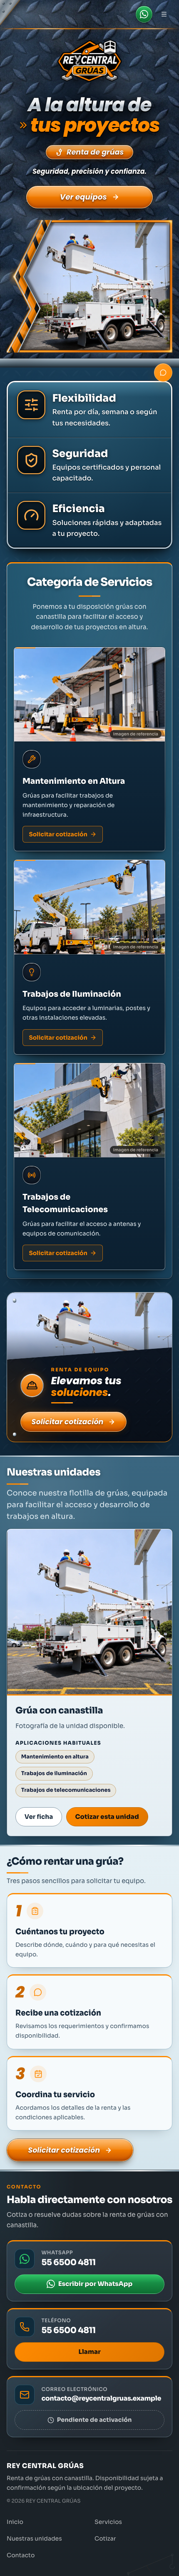 REY CENTRAL
GRÚAS
A la altura de
» tus proyectos
Renta de grúas
Seguridad, precisión y confianza.
Ver equipos →
Flexibilidad
Renta por día, semana o según
tus necesidades.
Seguridad
Equipos certificados y personal
capacitado.
Eficiencia
Soluciones rápidas y adaptadas
a tu proyecto.
Categoría de Servicios
Ponemos a tu disposición grúas con
canastilla para facilitar el acceso y
desarrollo de tus proyectos en altura.
Imagen de referencia
Mantenimiento en Altura
Grúas para facilitar trabajos de
mantenimiento y reparación de
infraestructura.
Solicitar cotización →
Imagen de referencia
Trabajos de Iluminación
Equipos para acceder a luminarias, postes y
otras instalaciones elevadas.
Solicitar cotización →
Imagen de referencia
Trabajos de
Telecomunicaciones
Grúas para facilitar el acceso a antenas y
equipos de comunicación.
Solicitar cotización →
RENTA DE EQUIPO
Elevamos tus
soluciones.
Solicitar cotización →
Nuestras unidades
Conoce nuestra flotilla de grúas, equipada
para facilitar el acceso y desarrollo de
trabajos en altura.
Grúa con canastilla
Fotografía de la unidad disponible.
APLICACIONES HABITUALES
Mantenimiento en altura
Trabajos de iluminación
Trabajos de telecomunicaciones
Ver ficha
Cotizar esta unidad
¿Cómo rentar una grúa?
Tres pasos sencillos para solicitar tu equipo.
1
Cuéntanos tu proyecto
Describe dónde, cuándo y para qué necesitas el
equipo.
2
Recibe una cotización
Revisamos los requerimientos y confirmamos
disponibilidad.
3
Coordina tu servicio
Acordamos los detalles de la renta y las
condiciones aplicables.
Solicitar cotización →
CONTACTO
Habla directamente con nosotros
Cotiza o resuelve dudas sobre la renta de grúas con
canastilla.
WHATSAPP
55 6500 4811
Escribir por WhatsApp
TELÉFONO
55 6500 4811
Llamar
CORREO ELECTRÓNICO
contacto@reycentralgruas.example
Pendiente de activación
REY CENTRAL GRÚAS
Renta de grúas con canastilla. Disponibilidad sujeta a
confirmación según la ubicación del proyecto.
© 2026 REY CENTRAL GRÚAS
Inicio
Servicios
Nuestras unidades
Cotizar
Contacto